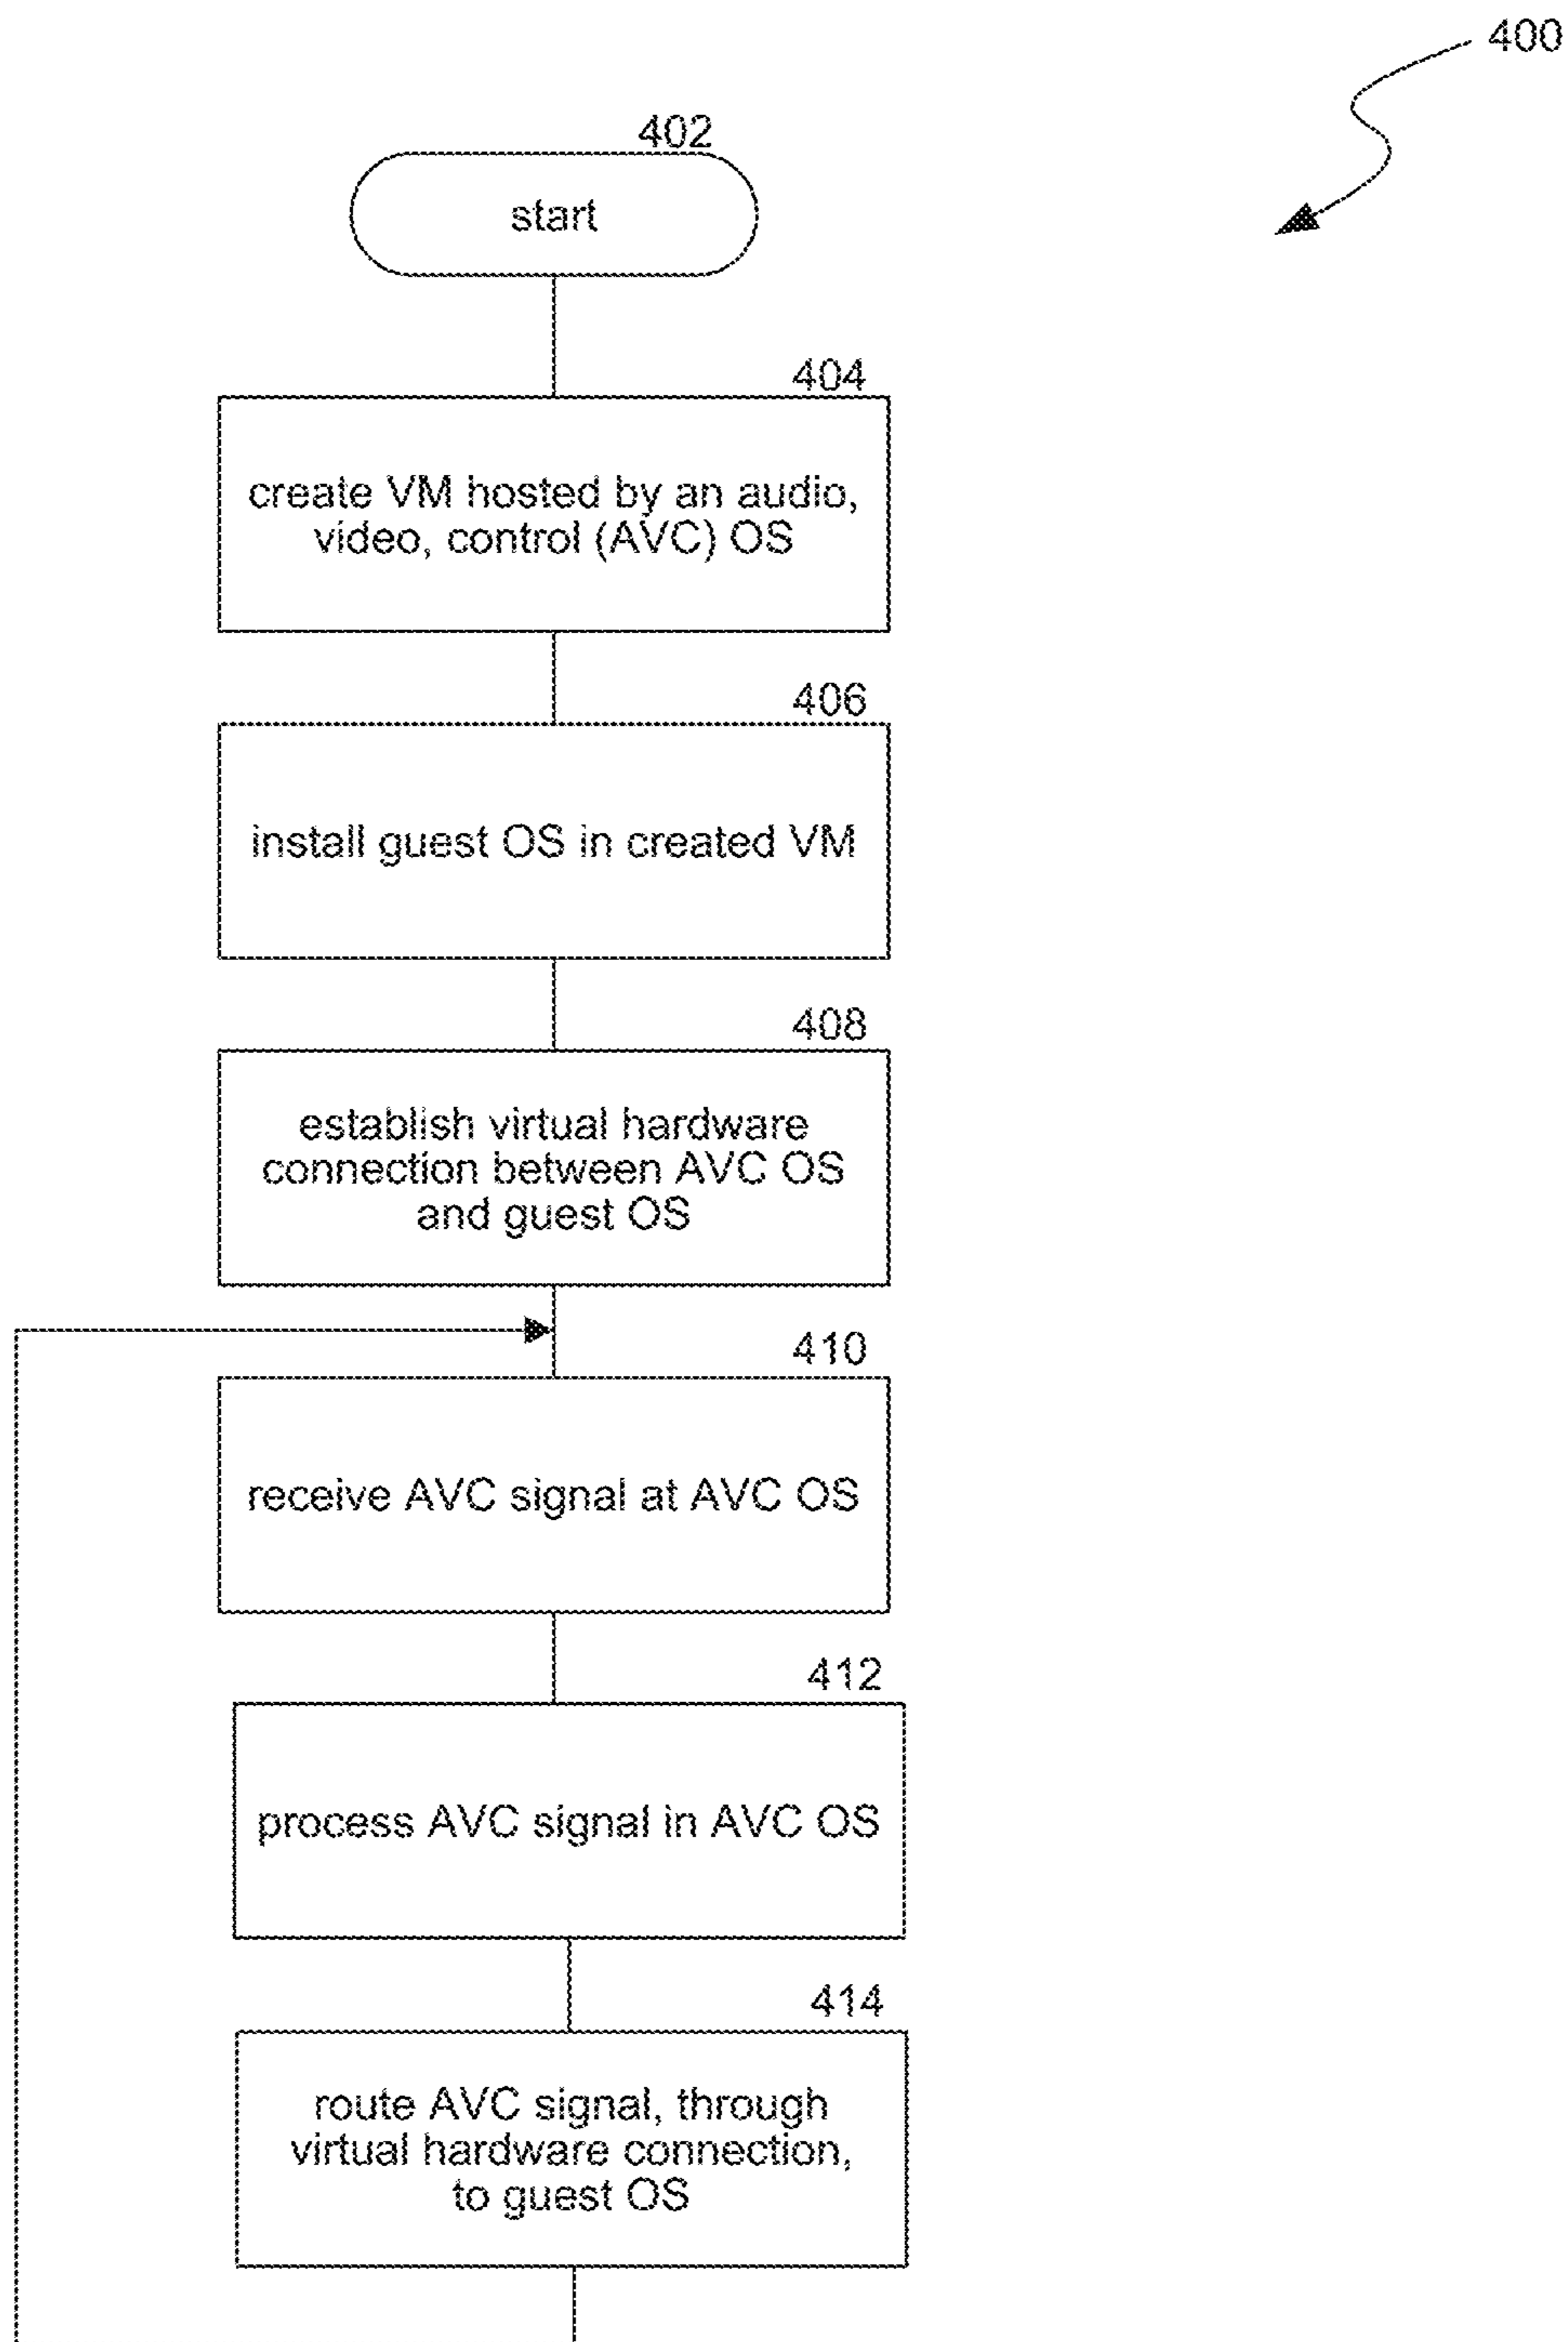 400
402
start
404
create VM hosted by an audio,
video, control (AVC) OS
406
install guest OS in created VM
408
establish virtual hardware
connection between AVC OS
and guest OS
410
receive AVC signal at AVC OS
412
process AVC signal in AVC OS
414
route AVC signal, through
virtual hardware connection,
to guest OS